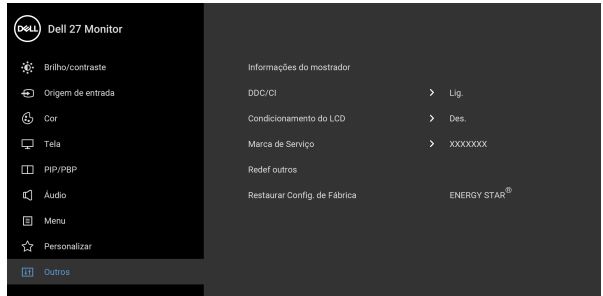 DELL Dell 27 Monitor
Brilho/contraste
Origem de entrada
Cor
Tela
PIP/PBP
Áudio
Menu
Personalizar
Outros
Informações do mostrador
DDC/CI > Lig.
Condicionamento do LCD > Des.
Marca de Serviço > XXXXXXX
Redef outros
Restaurar Config. de Fábrica ENERGY STAR®